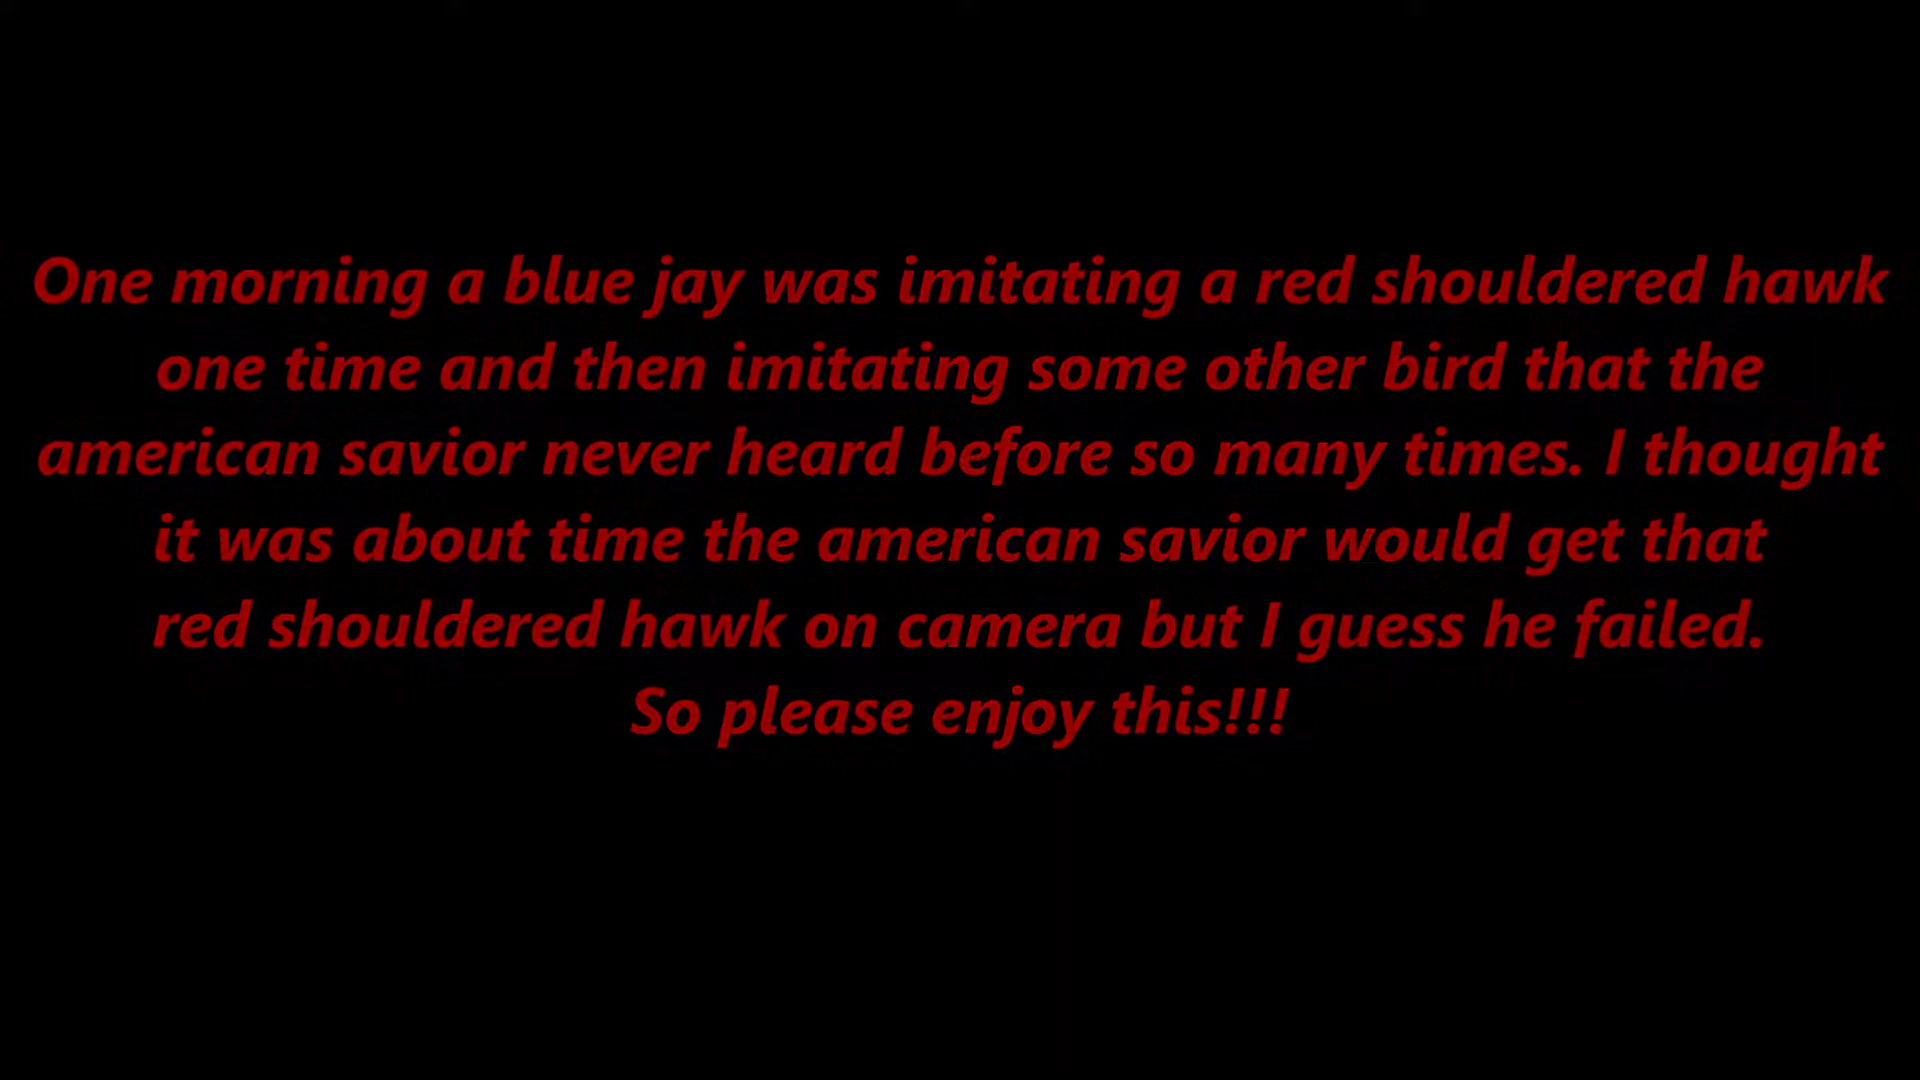 One morning a blue jay was imitating a red shouldered hawk
one time and then imitating some other bird that the
american savior never heard before so many times. I thought
it was about time the american savior would get that
red shouldered hawk on camera but I guess he failed.
So please enjoy this!!!